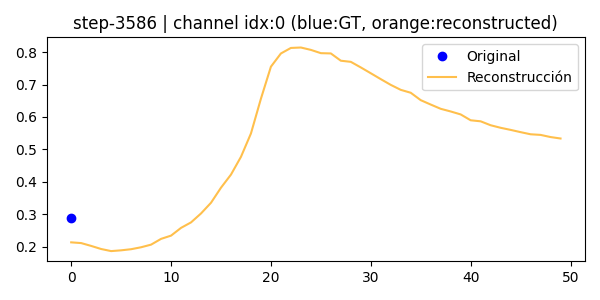 step-3586 | channel idx:0 (blue:GT, orange:reconstructed)
Original
Reconstrucción
0.8
0.7
0.6
0.5
0.4
0.3
0.2
0 10 20 30 40 50